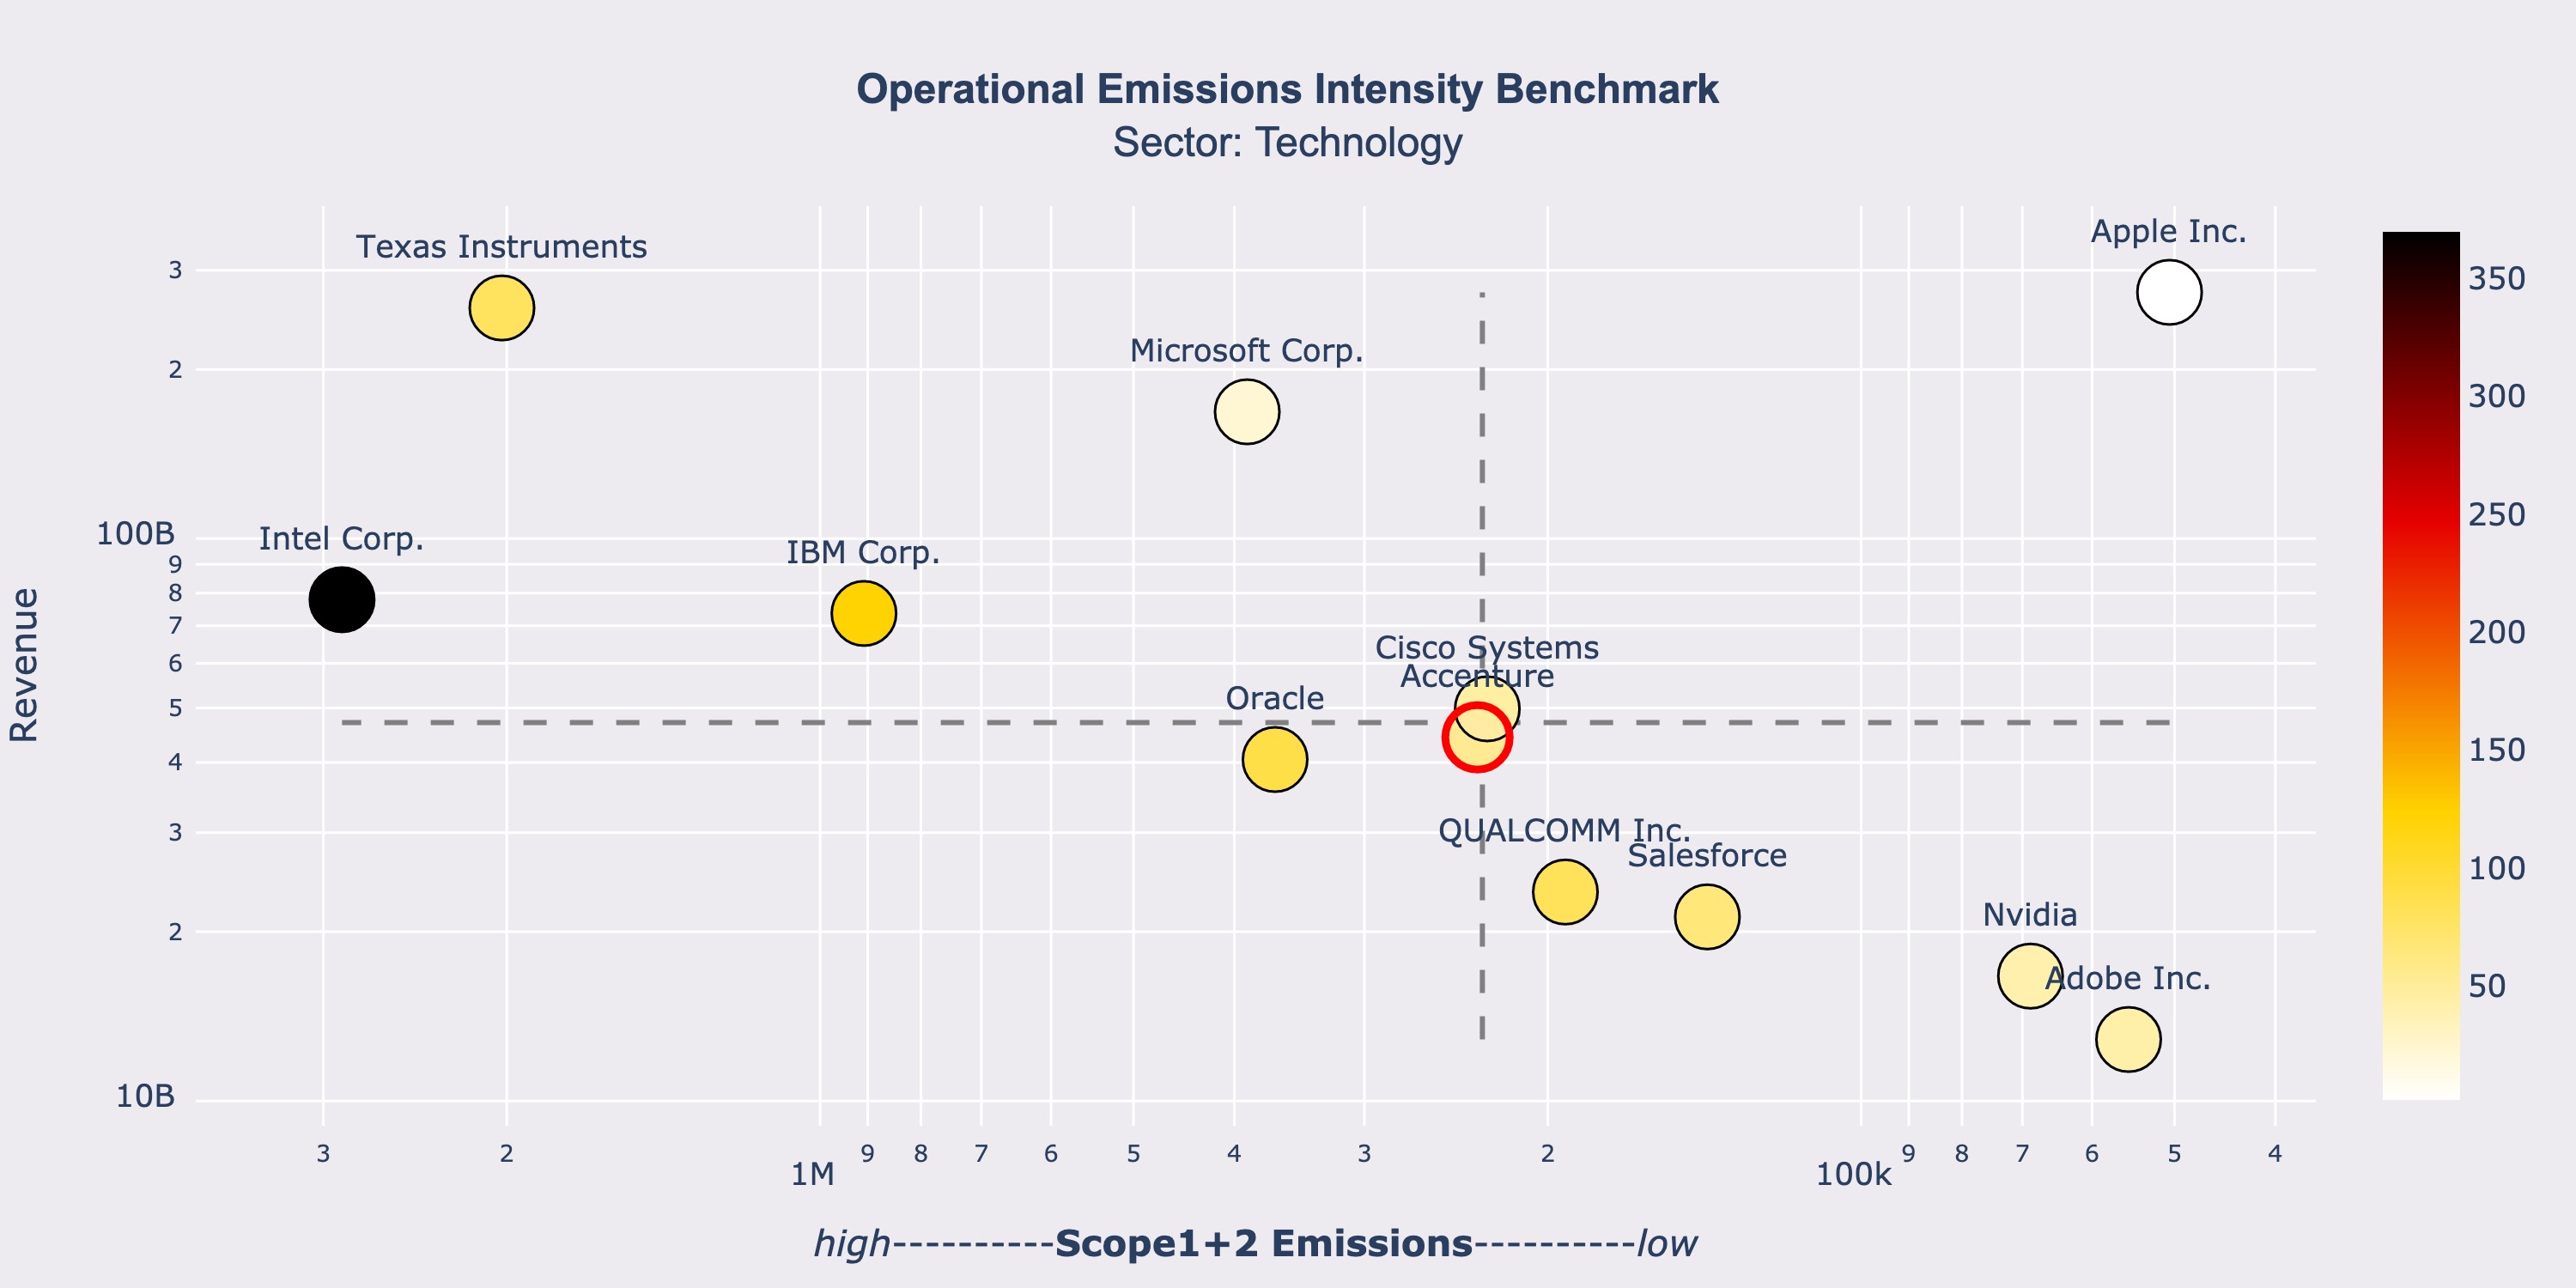 Operational Emissions Intensity Benchmark
Sector: Technology
Texas Instruments
Apple Inc.
Microsoft Corp.
Intel Corp.
IBM Corp.
Cisco Systems
Accenture
Oracle
QUALCOMM Inc.
Salesforce
Nvidia
Adobe Inc.
Revenue
3
2
100B
9
8
7
6
5
4
3
2
10B
3
2
1M
9
8
7
6
5
4
3
2
100k
9
8
7
6
5
4
high----------Scope1+2 Emissions----------low
350
300
250
200
150
100
50